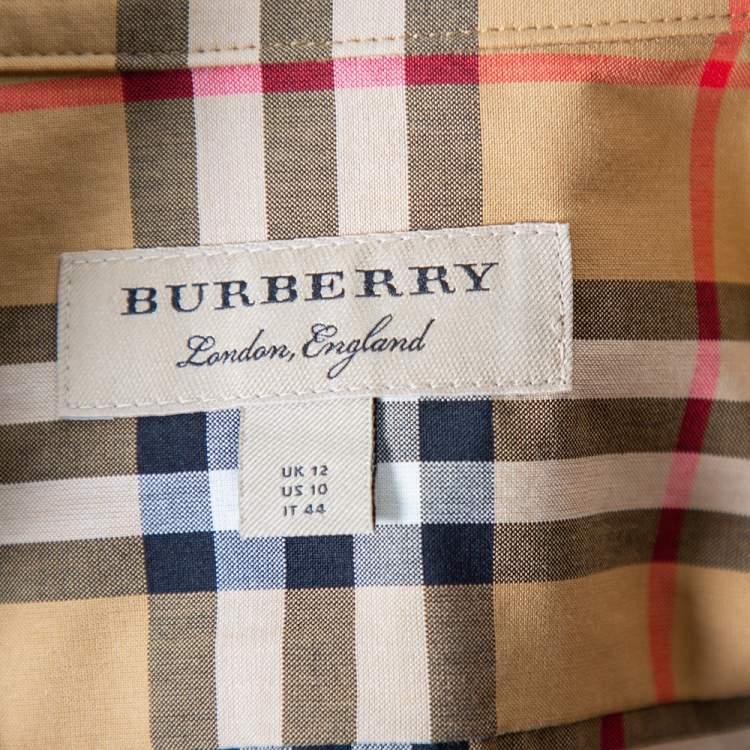 BURBERRY
London, England
UK 12
US 10
IT 44